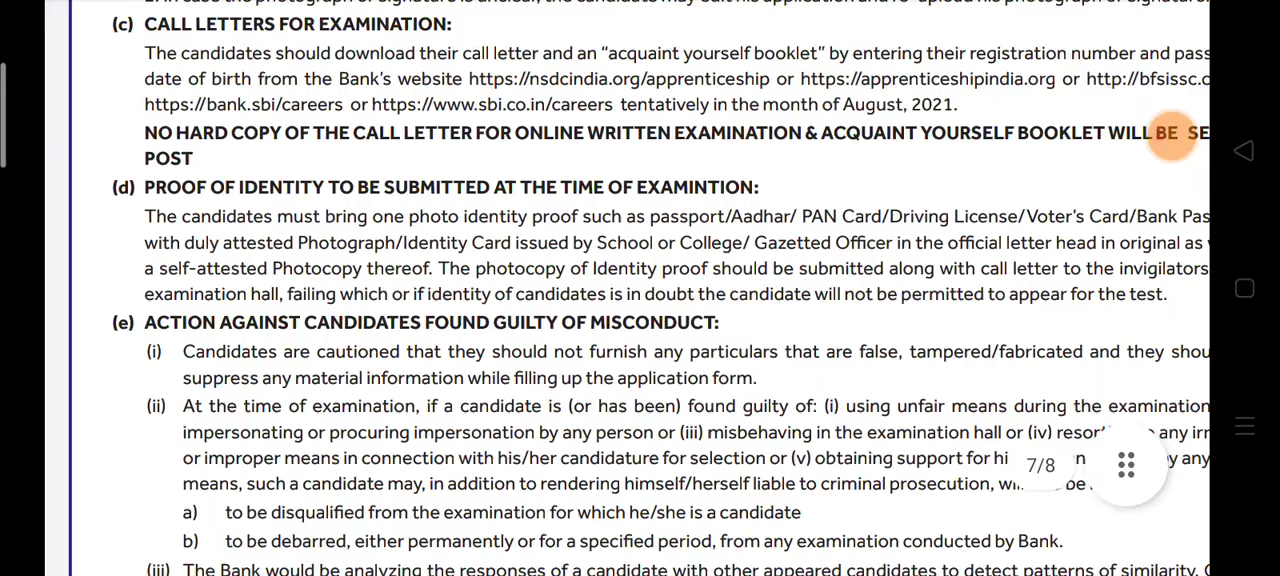 (c) CALL LETTERS FOR EXAMINATION:
The candidates should download their call letter and an “acquaint yourself booklet” by entering their registration number and pass
date of birth from the Bank’s website https://nsdcindia.org/apprenticeship or https://apprenticeshipindia.org or http://bfsissc.c
https://bank.sbi/careers or https://www.sbi.co.in/careers tentatively in the month of August, 2021.
NO HARD COPY OF THE CALL LETTER FOR ONLINE WRITTEN EXAMINATION & ACQUAINT YOURSELF BOOKLET WILL BE SE
POST
(d) PROOF OF IDENTITY TO BE SUBMITTED AT THE TIME OF EXAMINTION:
The candidates must bring one photo identity proof such as passport/Aadhar/ PAN Card/Driving License/Voter’s Card/Bank Pas
with duly attested Photograph/Identity Card issued by School or College/ Gazetted Officer in the official letter head in original as
a self-attested Photocopy thereof. The photocopy of Identity proof should be submitted along with call letter to the invigilators
examination hall, failing which or if identity of candidates is in doubt the candidate will not be permitted to appear for the test.
(e) ACTION AGAINST CANDIDATES FOUND GUILTY OF MISCONDUCT:
(i) Candidates are cautioned that they should not furnish any particulars that are false, tampered/fabricated and they shou
suppress any material information while filling up the application form.
(ii) At the time of examination, if a candidate is (or has been) found guilty of: (i) using unfair means during the examination
impersonating or procuring impersonation by any person or (iii) misbehaving in the examination hall or (iv) resor any irr
or improper means in connection with his/her candidature for selection or (v) obtaining support for hi n y any
7/8
means, such a candidate may, in addition to rendering himself/herself liable to criminal prosecution, wi be
a) to be disqualified from the examination for which he/she is a candidate
b) to be debarred, either permanently or for a specified period, from any examination conducted by Bank.
(iii) The Bank would be analyzing the responses of a candidate with other appeared candidates to detect patterns of similarity.